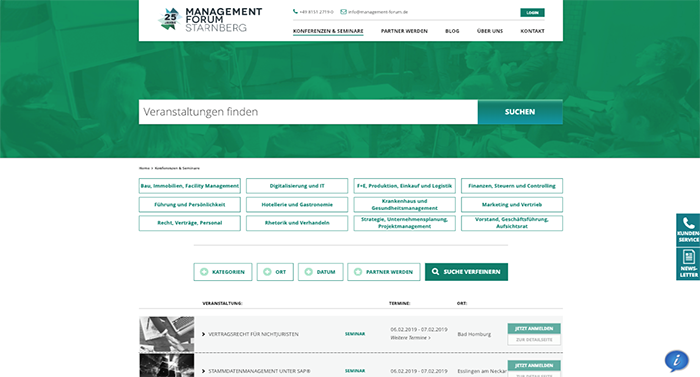 25
JAHRE
MANAGEMENT
FORUM
STARNBERG
+49 8151 2719-0
info@management-forum.de
LOGIN
KONFERENZEN & SEMINARE
PARTNER WERDEN
BLOG
ÜBER UNS
KONTAKT
Veranstaltungen finden
SUCHEN
Home > Konferenzen & Seminare
Bau, Immobilien, Facility Management
Digitalisierung und IT
F+E, Produktion, Einkauf und Logistik
Finanzen, Steuern und Controlling
Führung und Persönlichkeit
Hotellerie und Gastronomie
Krankenhaus und
Gesundheitsmanagement
Marketing und Vertrieb
Recht, Verträge, Personal
Rhetorik und Verhandeln
Strategie, Unternehmensplanung,
Projektmanagement
Vorstand, Geschäftsführung,
Aufsichtsrat
KUNDEN-
SERVICE
NEWS-
LETTER
KATEGORIEN
ORT
DATUM
PARTNER WERDEN
SUCHE VERFEINERN
VERANSTALTUNG:
TERMINE:
ORT:
> VERTRAGSRECHT FÜR NICHTJURISTEN
SEMINAR
06.02.2019 - 07.02.2019
Weitere Termine >
Bad Homburg
JETZT ANMELDEN
ZUR DETAILSEITE
> STAMMDATENMANAGEMENT UNTER SAP®
SEMINAR
06.02.2019 - 07.02.2019
Esslingen am Neckar
JETZT ANMELDEN